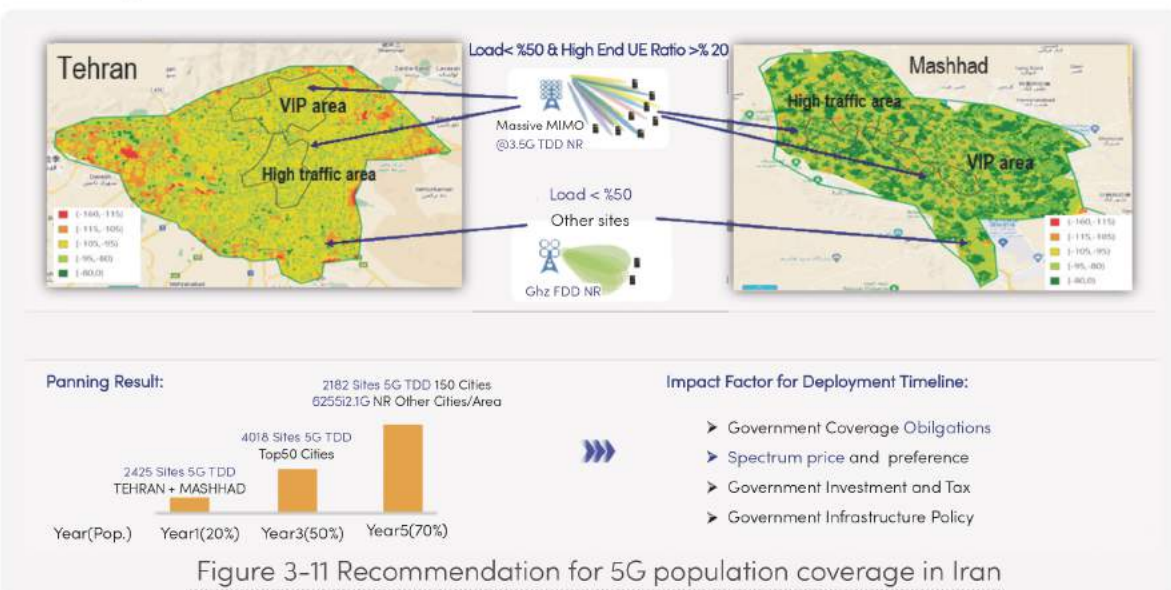 Load< %50 & High End UE Ratio >% 20
Tehran
VIP area
High traffic area
(-160,-115)
(-115,-105)
(-105,-95)
(-95,-80)
(-80,0)
Massive MIMO
@3.5G TDD NR
Load < %50
Other sites
Ghz FDD NR
Mashhad
High traffic area
VIP area
(-160,-115)
(-115,-105)
(-105,-95)
(-95,-80)
(-80,0)
Panning Result:
2182 Sites 5G TDD 150 Cities
6255i2.1G NR Other Cities/Area
4018 Sites 5G TDD
Top50 Cities
2425 Sites 5G TDD
TEHRAN + MASHHAD
Year(Pop.) Year1(20%) Year3(50%) Year5(70%)
Impact Factor for Deployment Timeline:
➤ Government Coverage Obilgations
➤ Spectrum price and preference
➤ Government Investment and Tax
➤ Government Infrastructure Policy
Figure 3-11 Recommendation for 5G population coverage in Iran